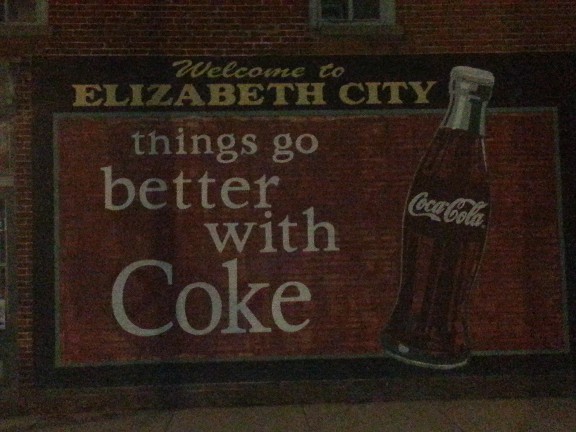 Welcome to
ELIZABETH CITY
things go
better
with
Coke
Coca-Cola